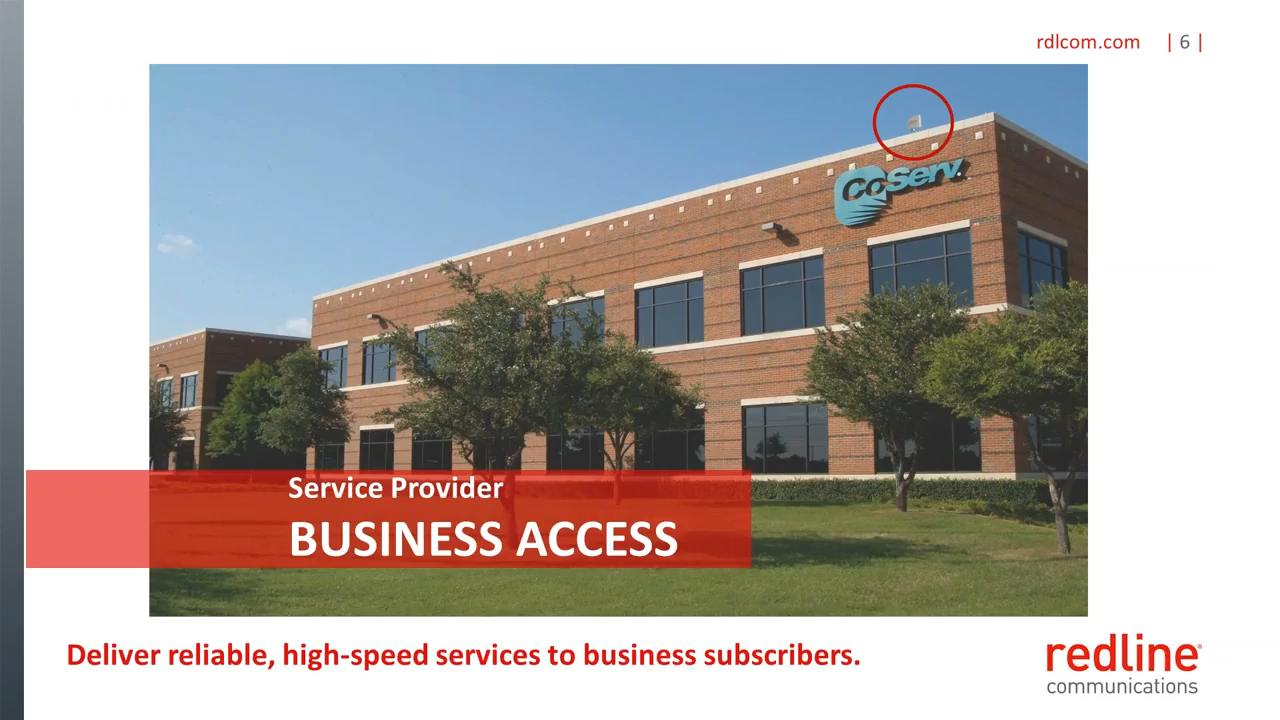 rdlcom.com | 6 |
CoServ.
Service Provider
BUSINESS ACCESS
Deliver reliable, high-speed services to business subscribers.
redline®
communications